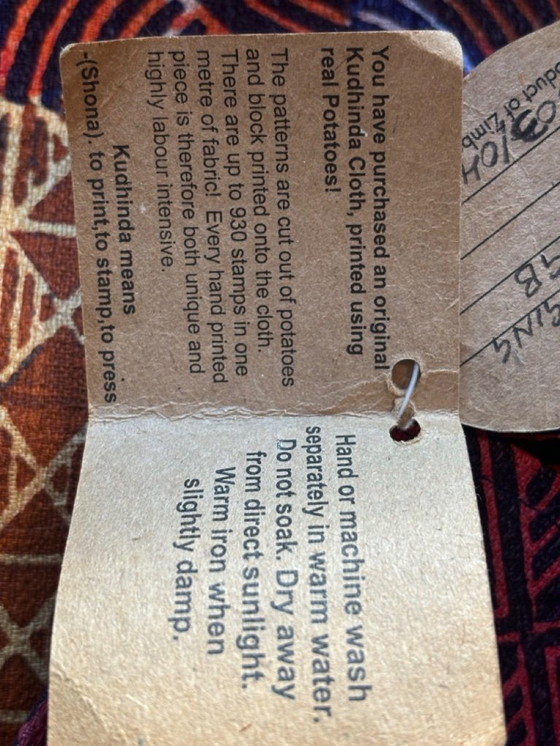 You have purchased an original
Kudhinda Cloth, printed using
real Potatoes!
The patterns are cut out of potatoes
and block printed onto the cloth.
There are up to 930 stamps in one
metre of fabric! Every hand printed
piece is therefore both unique and
highly labour intensive.
Kudhinda means
-(Shona). to print,to stamp,to press
Hand or machine wash
separately in warm water.
Do not soak. Dry away
from direct sunlight.
Warm iron when
slightly damp.
duct of Zimb